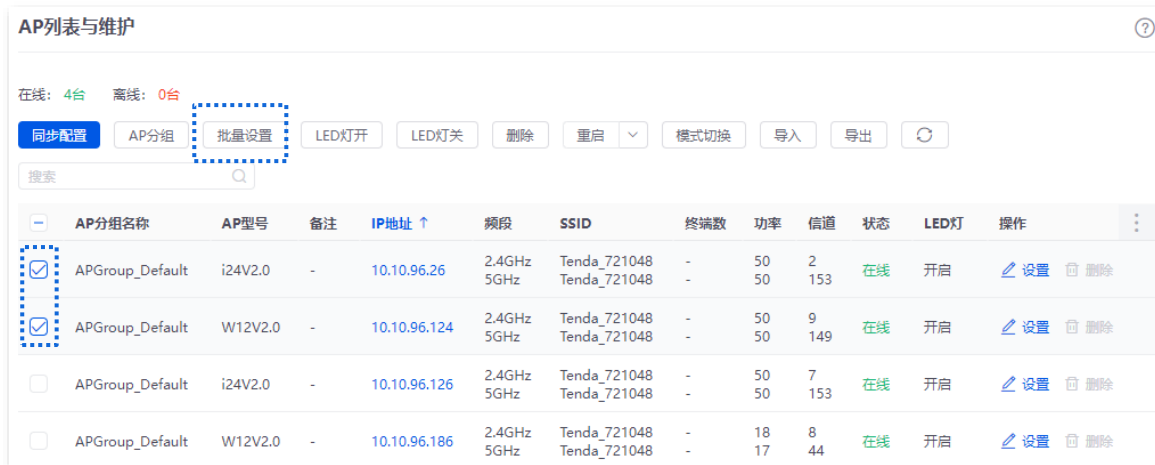 AP列表与维护
在线: 4台 离线: 0台
同步配置 AP分组 批量设置 LED灯开 LED灯关 删除 重启 模式切换 导入 导出
搜索
AP分组名称 AP型号 备注 IP地址 ↑ 频段 SSID 终端数 功率 信道 状态 LED灯 操作
APGroup_Default i24V2.0 - 10.10.96.26 2.4GHz Tenda_721048 - 50 2 在线 开启 设置 删除
5GHz Tenda_721048 - 50 153
APGroup_Default W12V2.0 - 10.10.96.124 2.4GHz Tenda_721048 - 50 9 在线 开启 设置 删除
5GHz Tenda_721048 - 50 149
APGroup_Default i24V2.0 - 10.10.96.126 2.4GHz Tenda_721048 - 50 7 在线 开启 设置 删除
5GHz Tenda_721048 - 50 153
APGroup_Default W12V2.0 - 10.10.96.186 2.4GHz Tenda_721048 - 18 8 在线 开启 设置 删除
5GHz Tenda_721048 - 17 44